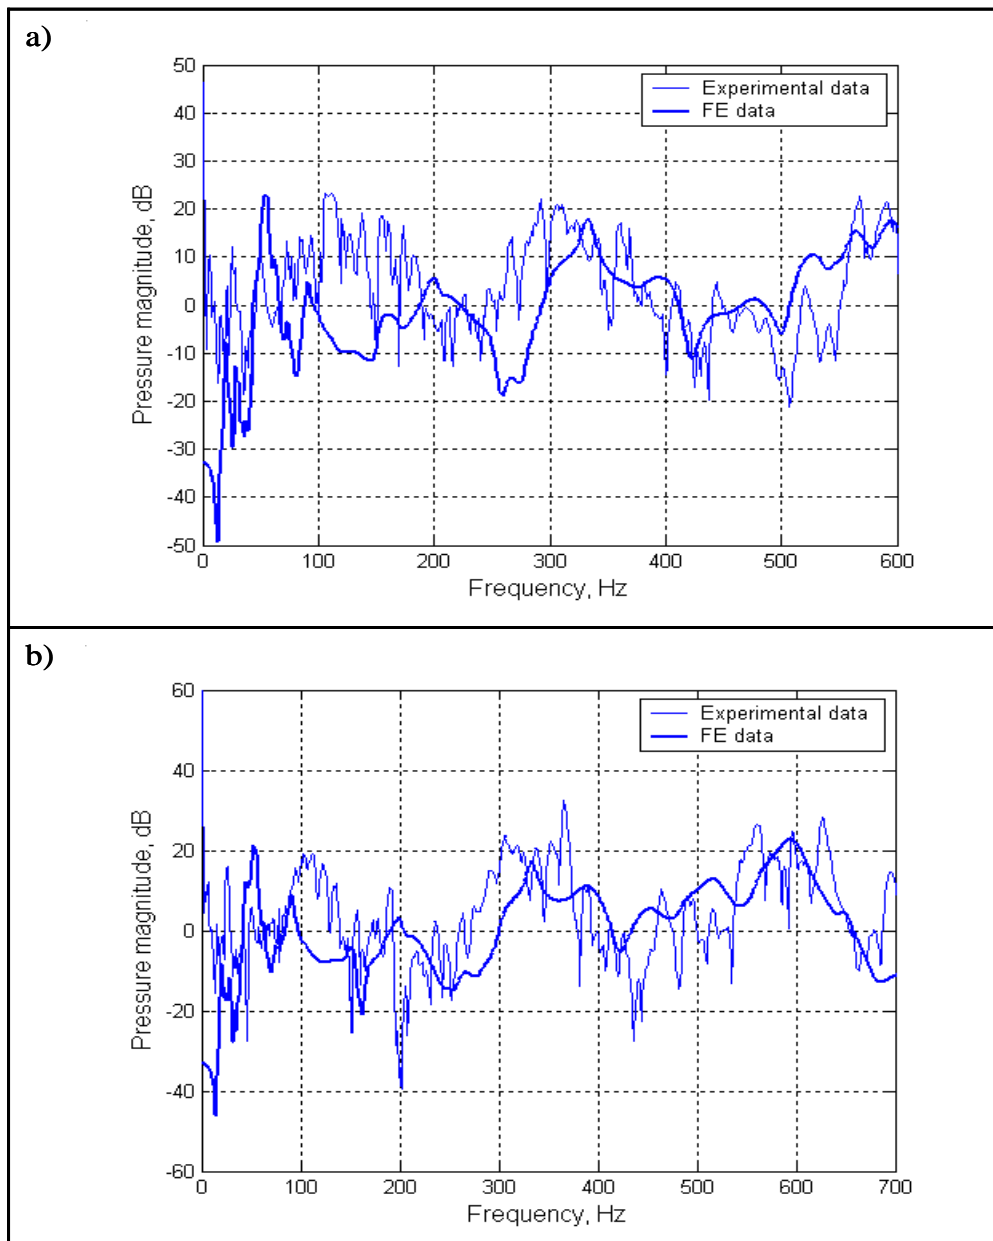 a)
Experimental data
FE data
50
40
30
20
10
0
-10
-20
-30
-40
-50
Pressure magnitude, dB
0 100 200 300 400 500 600
Frequency, Hz
b)
Experimental data
FE data
60
40
20
0
-20
-40
-60
Pressure magnitude, dB
0 100 200 300 400 500 600 700
Frequency, Hz